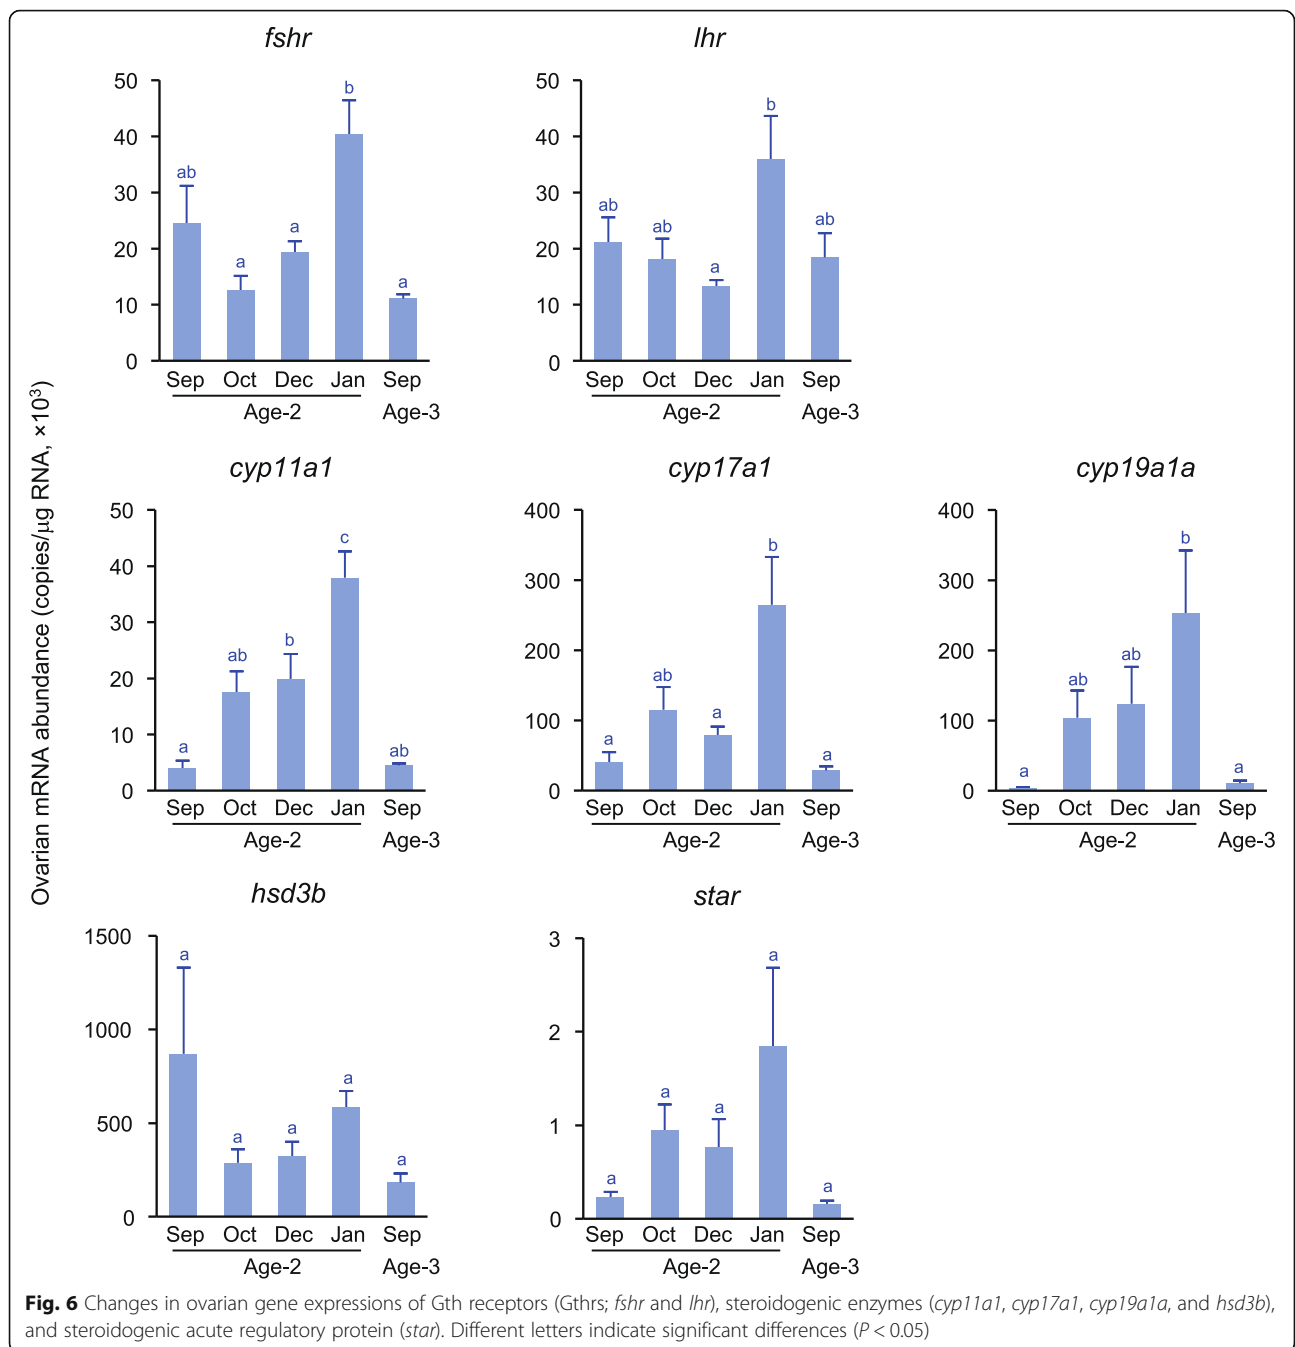 fshr
lhr
50
40
30
20
10
0
ab
a
a
b
a
Sep Oct Dec Jan Sep
Age-2 Age-3
50
40
30
20
10
0
ab
ab
a
b
ab
Sep Oct Dec Jan Sep
Age-2 Age-3
Ovarian mRNA abundance (copies/μg RNA, ×10³)
cyp11a1
cyp17a1
cyp19a1a
50
40
30
20
10
0
a
ab
b
c
ab
Sep Oct Dec Jan Sep
Age-2 Age-3
400
300
200
100
0
a
ab
a
b
a
Sep Oct Dec Jan Sep
Age-2 Age-3
400
300
200
100
0
a
ab
ab
b
a
Sep Oct Dec Jan Sep
Age-2 Age-3
hsd3b
star
1500
1000
500
0
a
a
a
a
a
Sep Oct Dec Jan Sep
Age-2 Age-3
3
2
1
0
a
a
a
a
a
Sep Oct Dec Jan Sep
Age-2 Age-3
Fig. 6 Changes in ovarian gene expressions of Gth receptors (Gthrs; fshr and lhr), steroidogenic enzymes (cyp11a1, cyp17a1, cyp19a1a, and hsd3b),
and steroidogenic acute regulatory protein (star). Different letters indicate significant differences (P < 0.05)